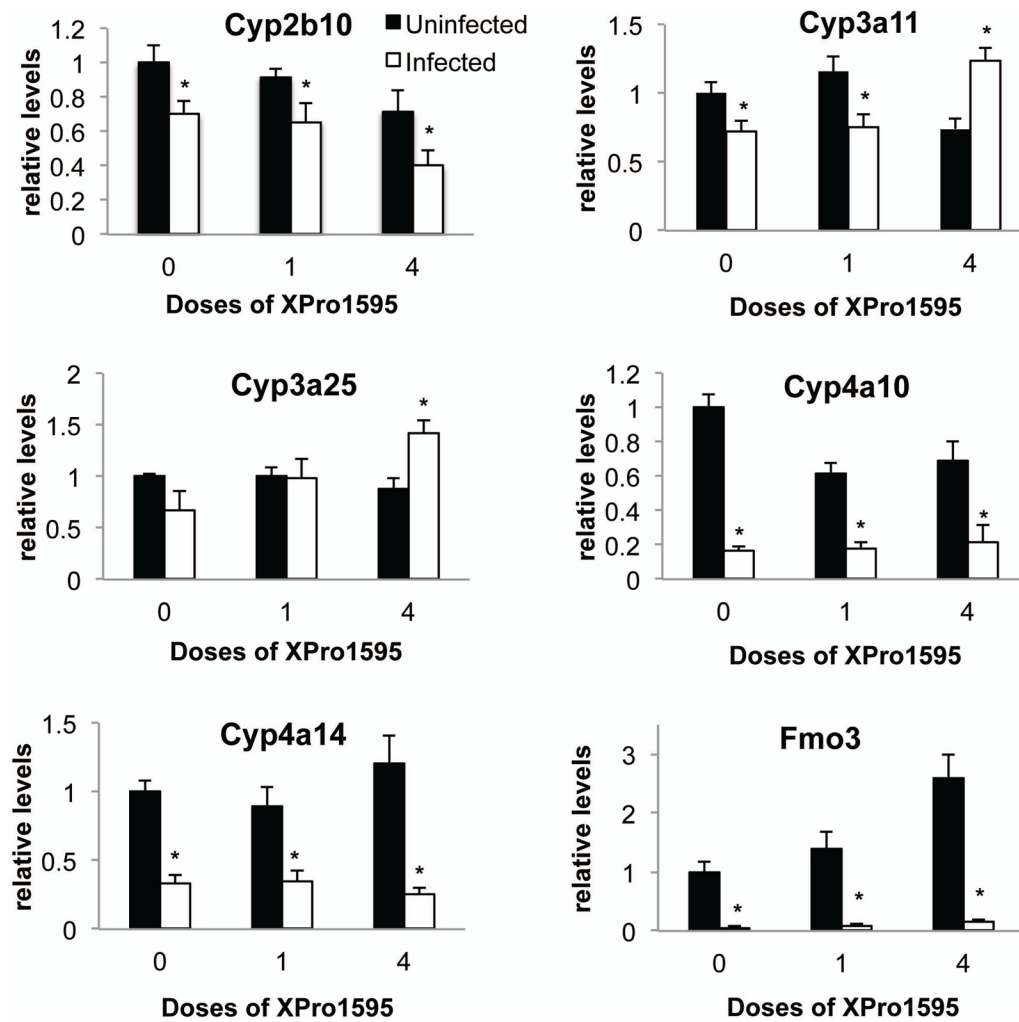 Cyp2b10
Uninfected
Infected
relative levels
1.2
1
0.8
0.6
0.4
0.2
0
* * *
0 1 4
Doses of XPro1595
Cyp3a11
relative levels
1.5
1
0.5
0
* * *
0 1 4
Doses of XPro1595
Cyp3a25
relative levels
2
1.5
1
0.5
0
*
0 1 4
Doses of XPro1595
Cyp4a10
relative levels
1.2
1
0.8
0.6
0.4
0.2
0
* * *
0 1 4
Doses of XPro1595
Cyp4a14
relative levels
1.5
1
0.5
0
* * *
0 1 4
Doses of XPro1595
Fmo3
relative levels
3
2
1
0
* * *
0 1 4
Doses of XPro1595